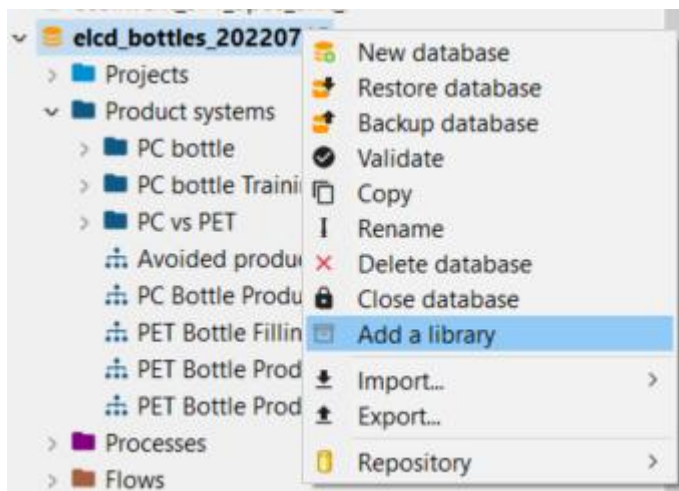 elcd_bottles_202207
Projects
Product systems
PC bottle
PC bottle Traini
PC vs PET
Avoided produ
PC Bottle Produ
PET Bottle Fillin
PET Bottle Prod
PET Bottle Prod
Processes
Flows
New database
Restore database
Backup database
Validate
Copy
Rename
Delete database
Close database
Add a library
Import...
Export...
Repository